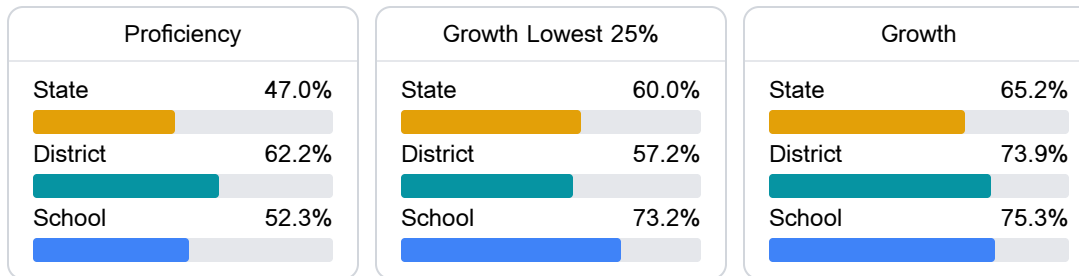 Proficiency
State 47.0%
District 62.2%
School 52.3%
Growth Lowest 25%
State 60.0%
District 57.2%
School 73.2%
Growth
State 65.2%
District 73.9%
School 75.3%